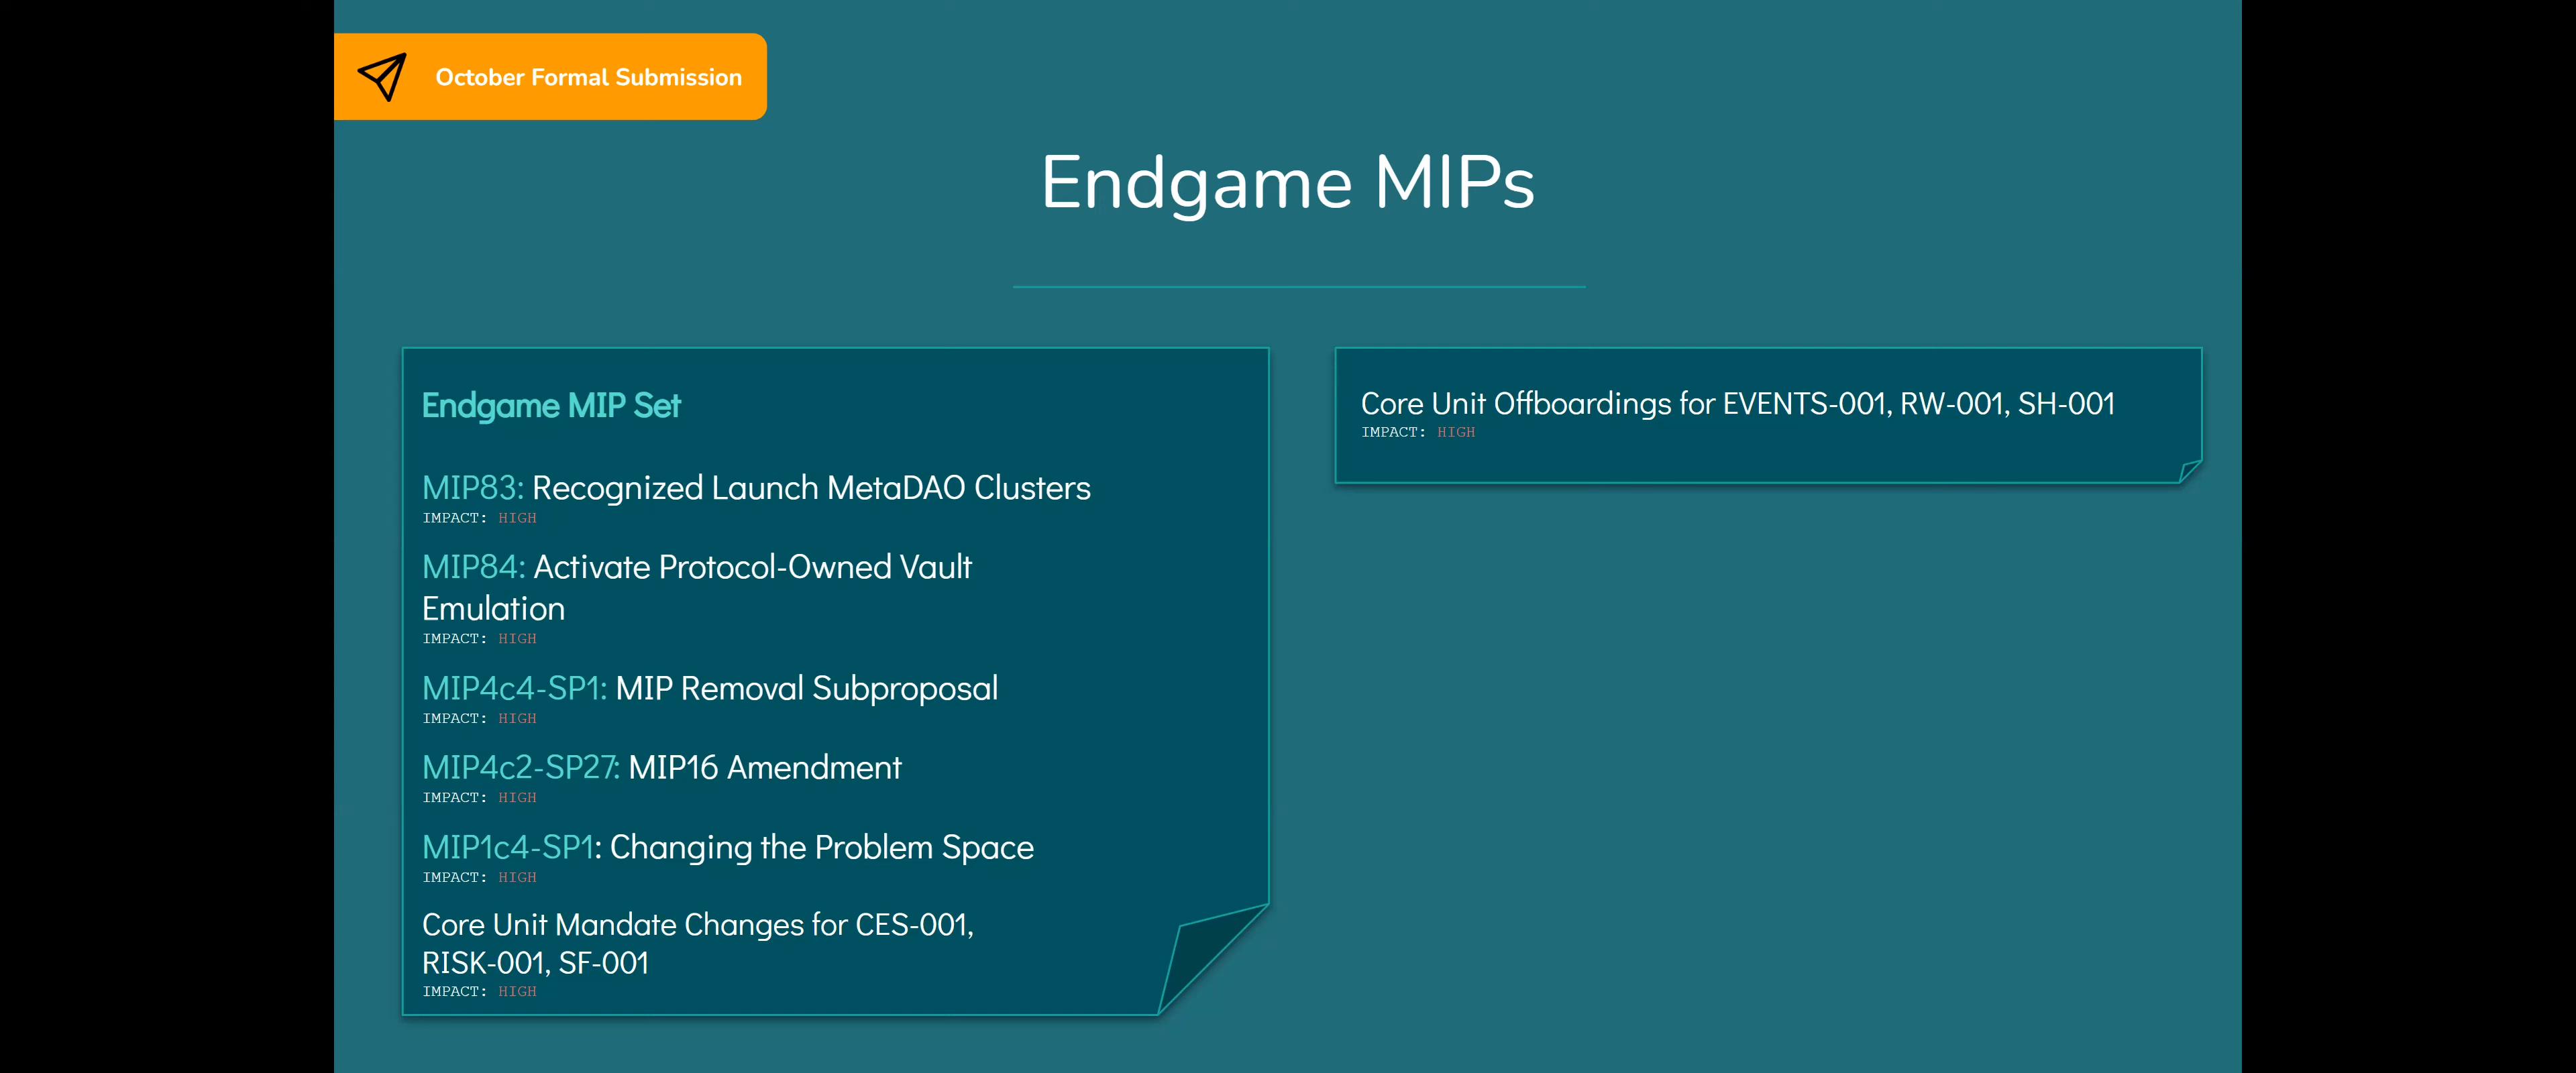 October Formal Submission
Endgame MIPs
Endgame MIP Set
MIP83: Recognized Launch MetaDAO Clusters
IMPACT: HIGH
MIP84: Activate Protocol-Owned Vault
Emulation
IMPACT: HIGH
MIP4c4-SP1: MIP Removal Subproposal
IMPACT: HIGH
MIP4c2-SP27: MIP16 Amendment
IMPACT: HIGH
MIP1c4-SP1: Changing the Problem Space
IMPACT: HIGH
Core Unit Mandate Changes for CES-001,
RISK-001, SF-001
IMPACT: HIGH
Core Unit Offboardings for EVENTS-001, RW-001, SH-001
IMPACT: HIGH